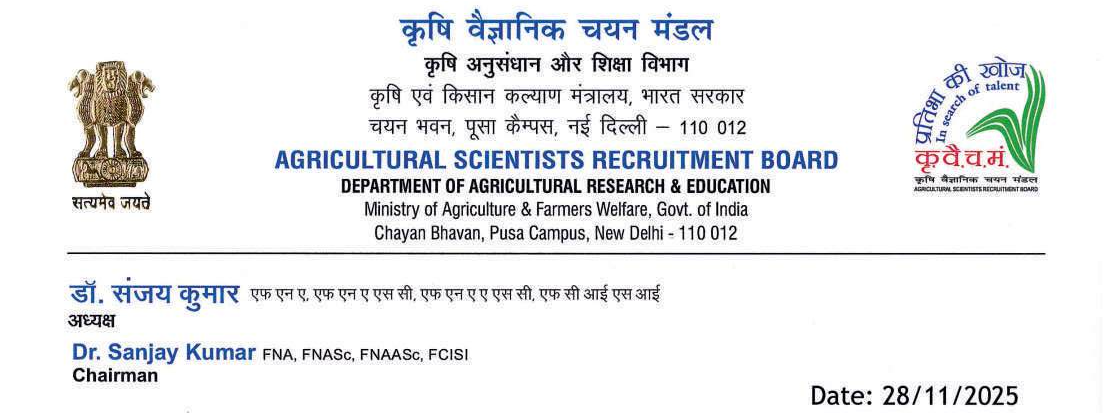 कृषि वैज्ञानिक चयन मंडल
कृषि अनुसंधान और शिक्षा विभाग
कृषि एवं किसान कल्याण मंत्रालय, भारत सरकार
चयन भवन, पूसा कैम्पस, नई दिल्ली – 110 012
AGRICULTURAL SCIENTISTS RECRUITMENT BOARD
DEPARTMENT OF AGRICULTURAL RESEARCH & EDUCATION
Ministry of Agriculture & Farmers Welfare, Govt. of India
Chayan Bhavan, Pusa Campus, New Delhi - 110 012
सत्यमेव जयते
प्रतिभा की खोज
In search of talent
कृ.वै.च.मं.
कृषि वैज्ञानिक चयन मंडल
AGRICULTURAL SCIENTISTS RECRUITMENT BOARD
डॉ. संजय कुमार एफ एन ए, एफ एन ए एस सी, एफ एन ए ए एस सी, एफ सी आई एस आई
अध्यक्ष
Dr. Sanjay Kumar FNA, FNASc, FNAASc, FCISI
Chairman
Date: 28/11/2025